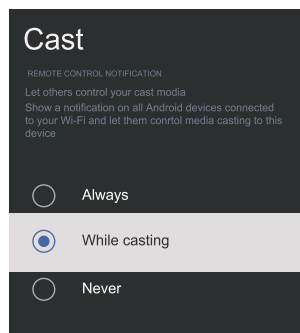 Cast
REMOTE CONTROL NOTIFICATION
Let others control your cast modia
Show a notification on all Android devices connected
to your Wi-Fi and let them conrtol media casting to this
device
Always
While casting
Never